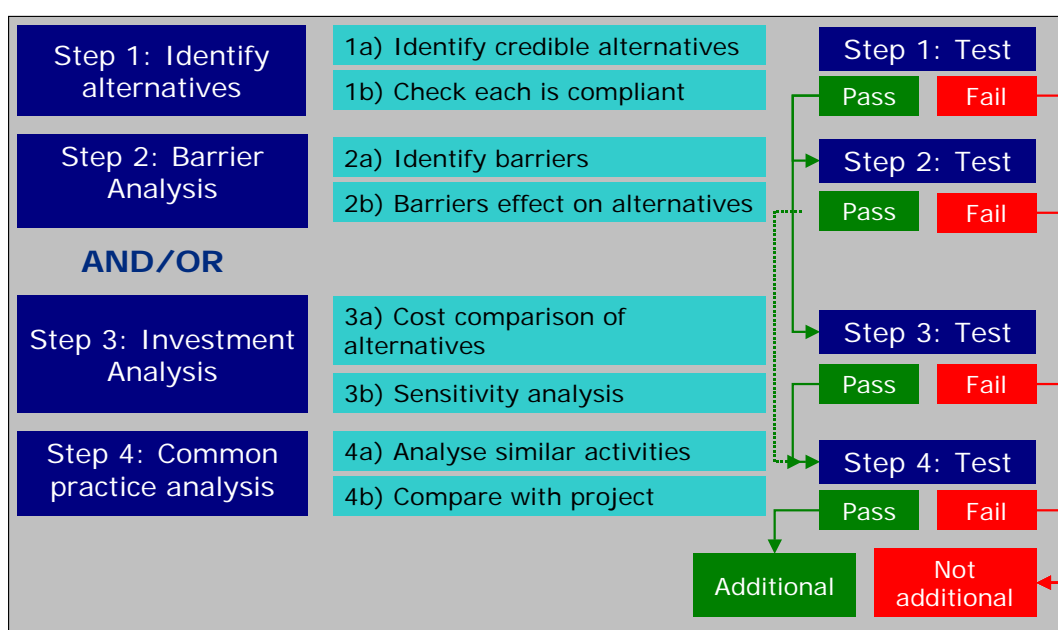 Step 1: Identify
alternatives
1a) Identify credible alternatives
1b) Check each is compliant
Step 1: Test
Pass
Fail
Step 2: Barrier
Analysis
2a) Identify barriers
2b) Barriers effect on alternatives
Step 2: Test
Pass
Fail
AND/OR
Step 3: Investment
Analysis
3a) Cost comparison of
alternatives
3b) Sensitivity analysis
Step 3: Test
Pass
Fail
Step 4: Common
practice analysis
4a) Analyse similar activities
4b) Compare with project
Step 4: Test
Pass
Fail
Additional
Not
additional